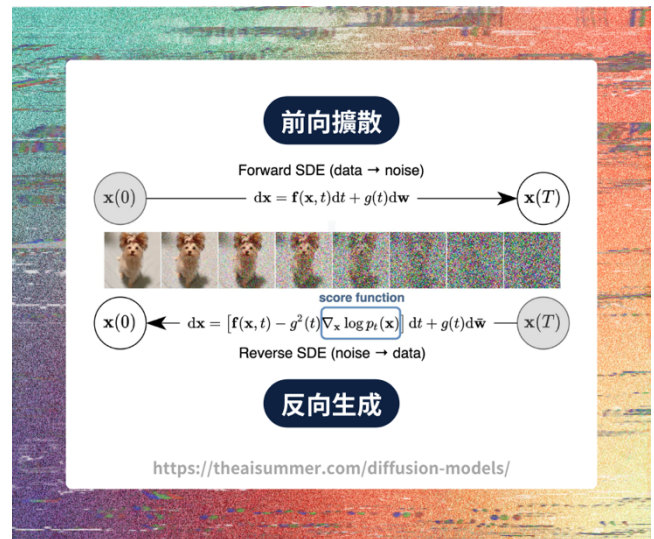 前向擴散
Forward SDE (data → noise)
x(0) dx = f(x, t)dt + g(t)dw x(T)
score function
x(0) dx = [f(x, t) − g²(t)∇ₓ log pₜ(x)] dt + g(t)dw̄ x(T)
Reverse SDE (noise → data)
反向生成
https://theaisummer.com/diffusion-models/